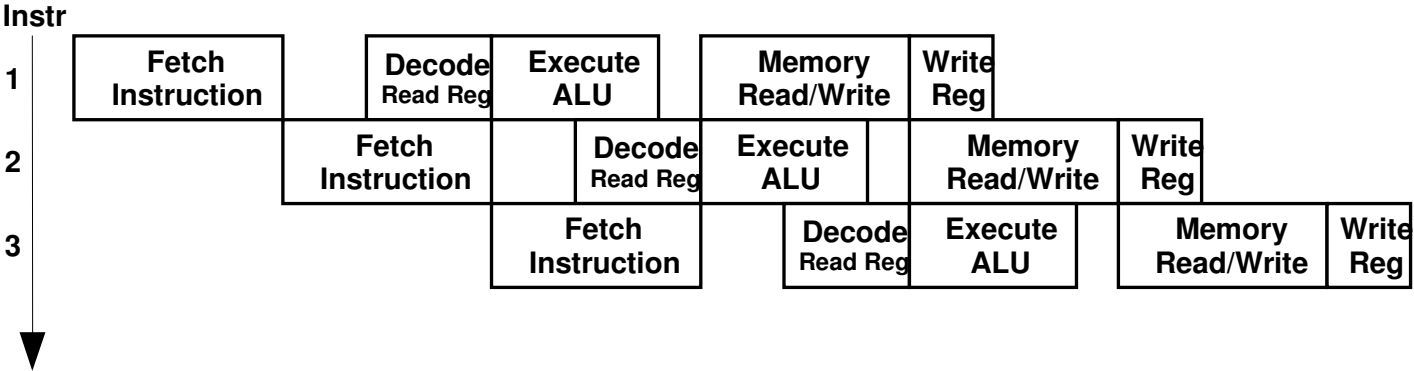 Instr
1
Fetch
Instruction
Decode
Read Reg
Execute
ALU
Memory
Read/Write
Write
Reg
2
Fetch
Instruction
Decode
Read Reg
Execute
ALU
Memory
Read/Write
Write
Reg
3
Fetch
Instruction
Decode
Read Reg
Execute
ALU
Memory
Read/Write
Write
Reg